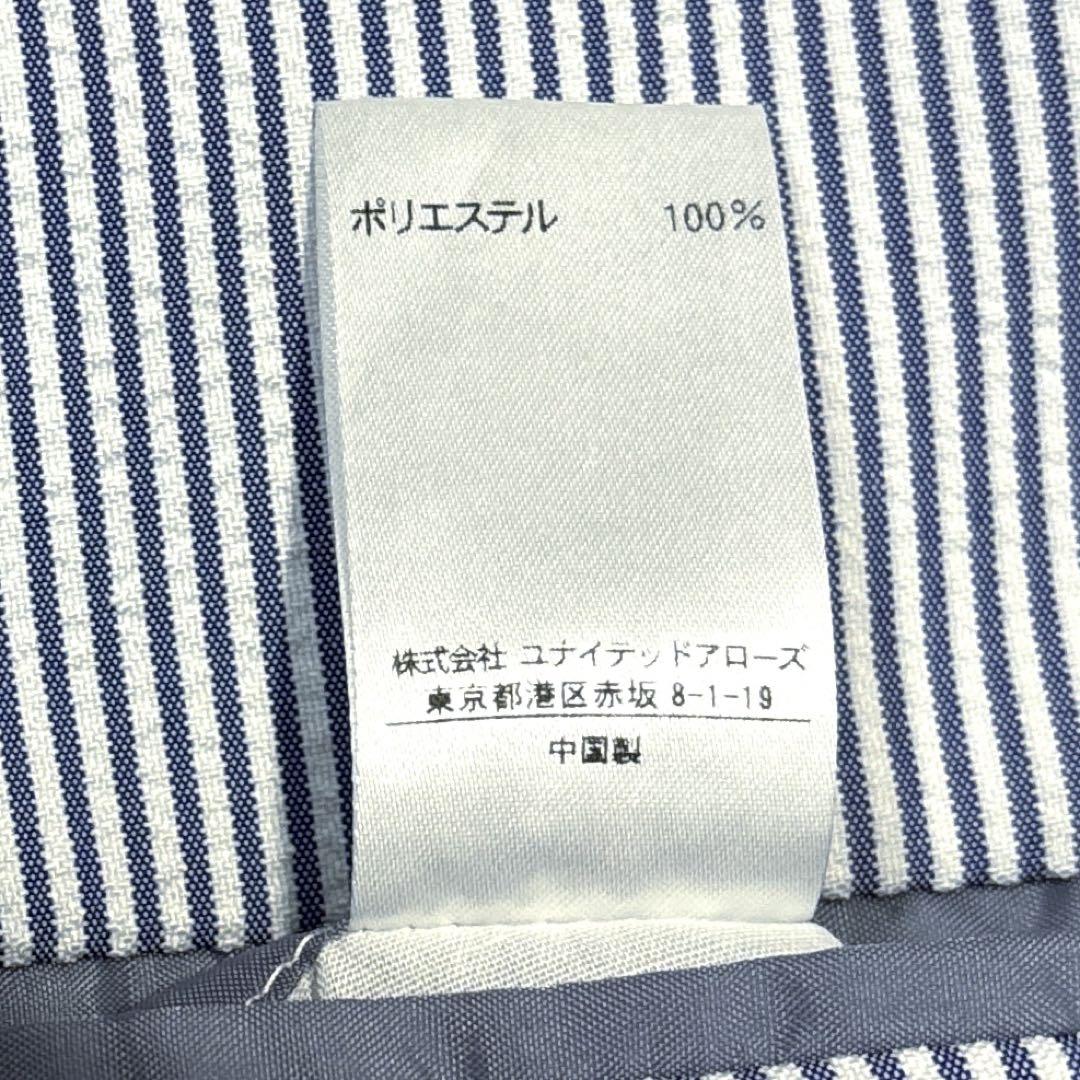 ポリエステル 100%
株式会社 ユナイテッドアローズ
東京都港区赤坂 8-1-19
中国製